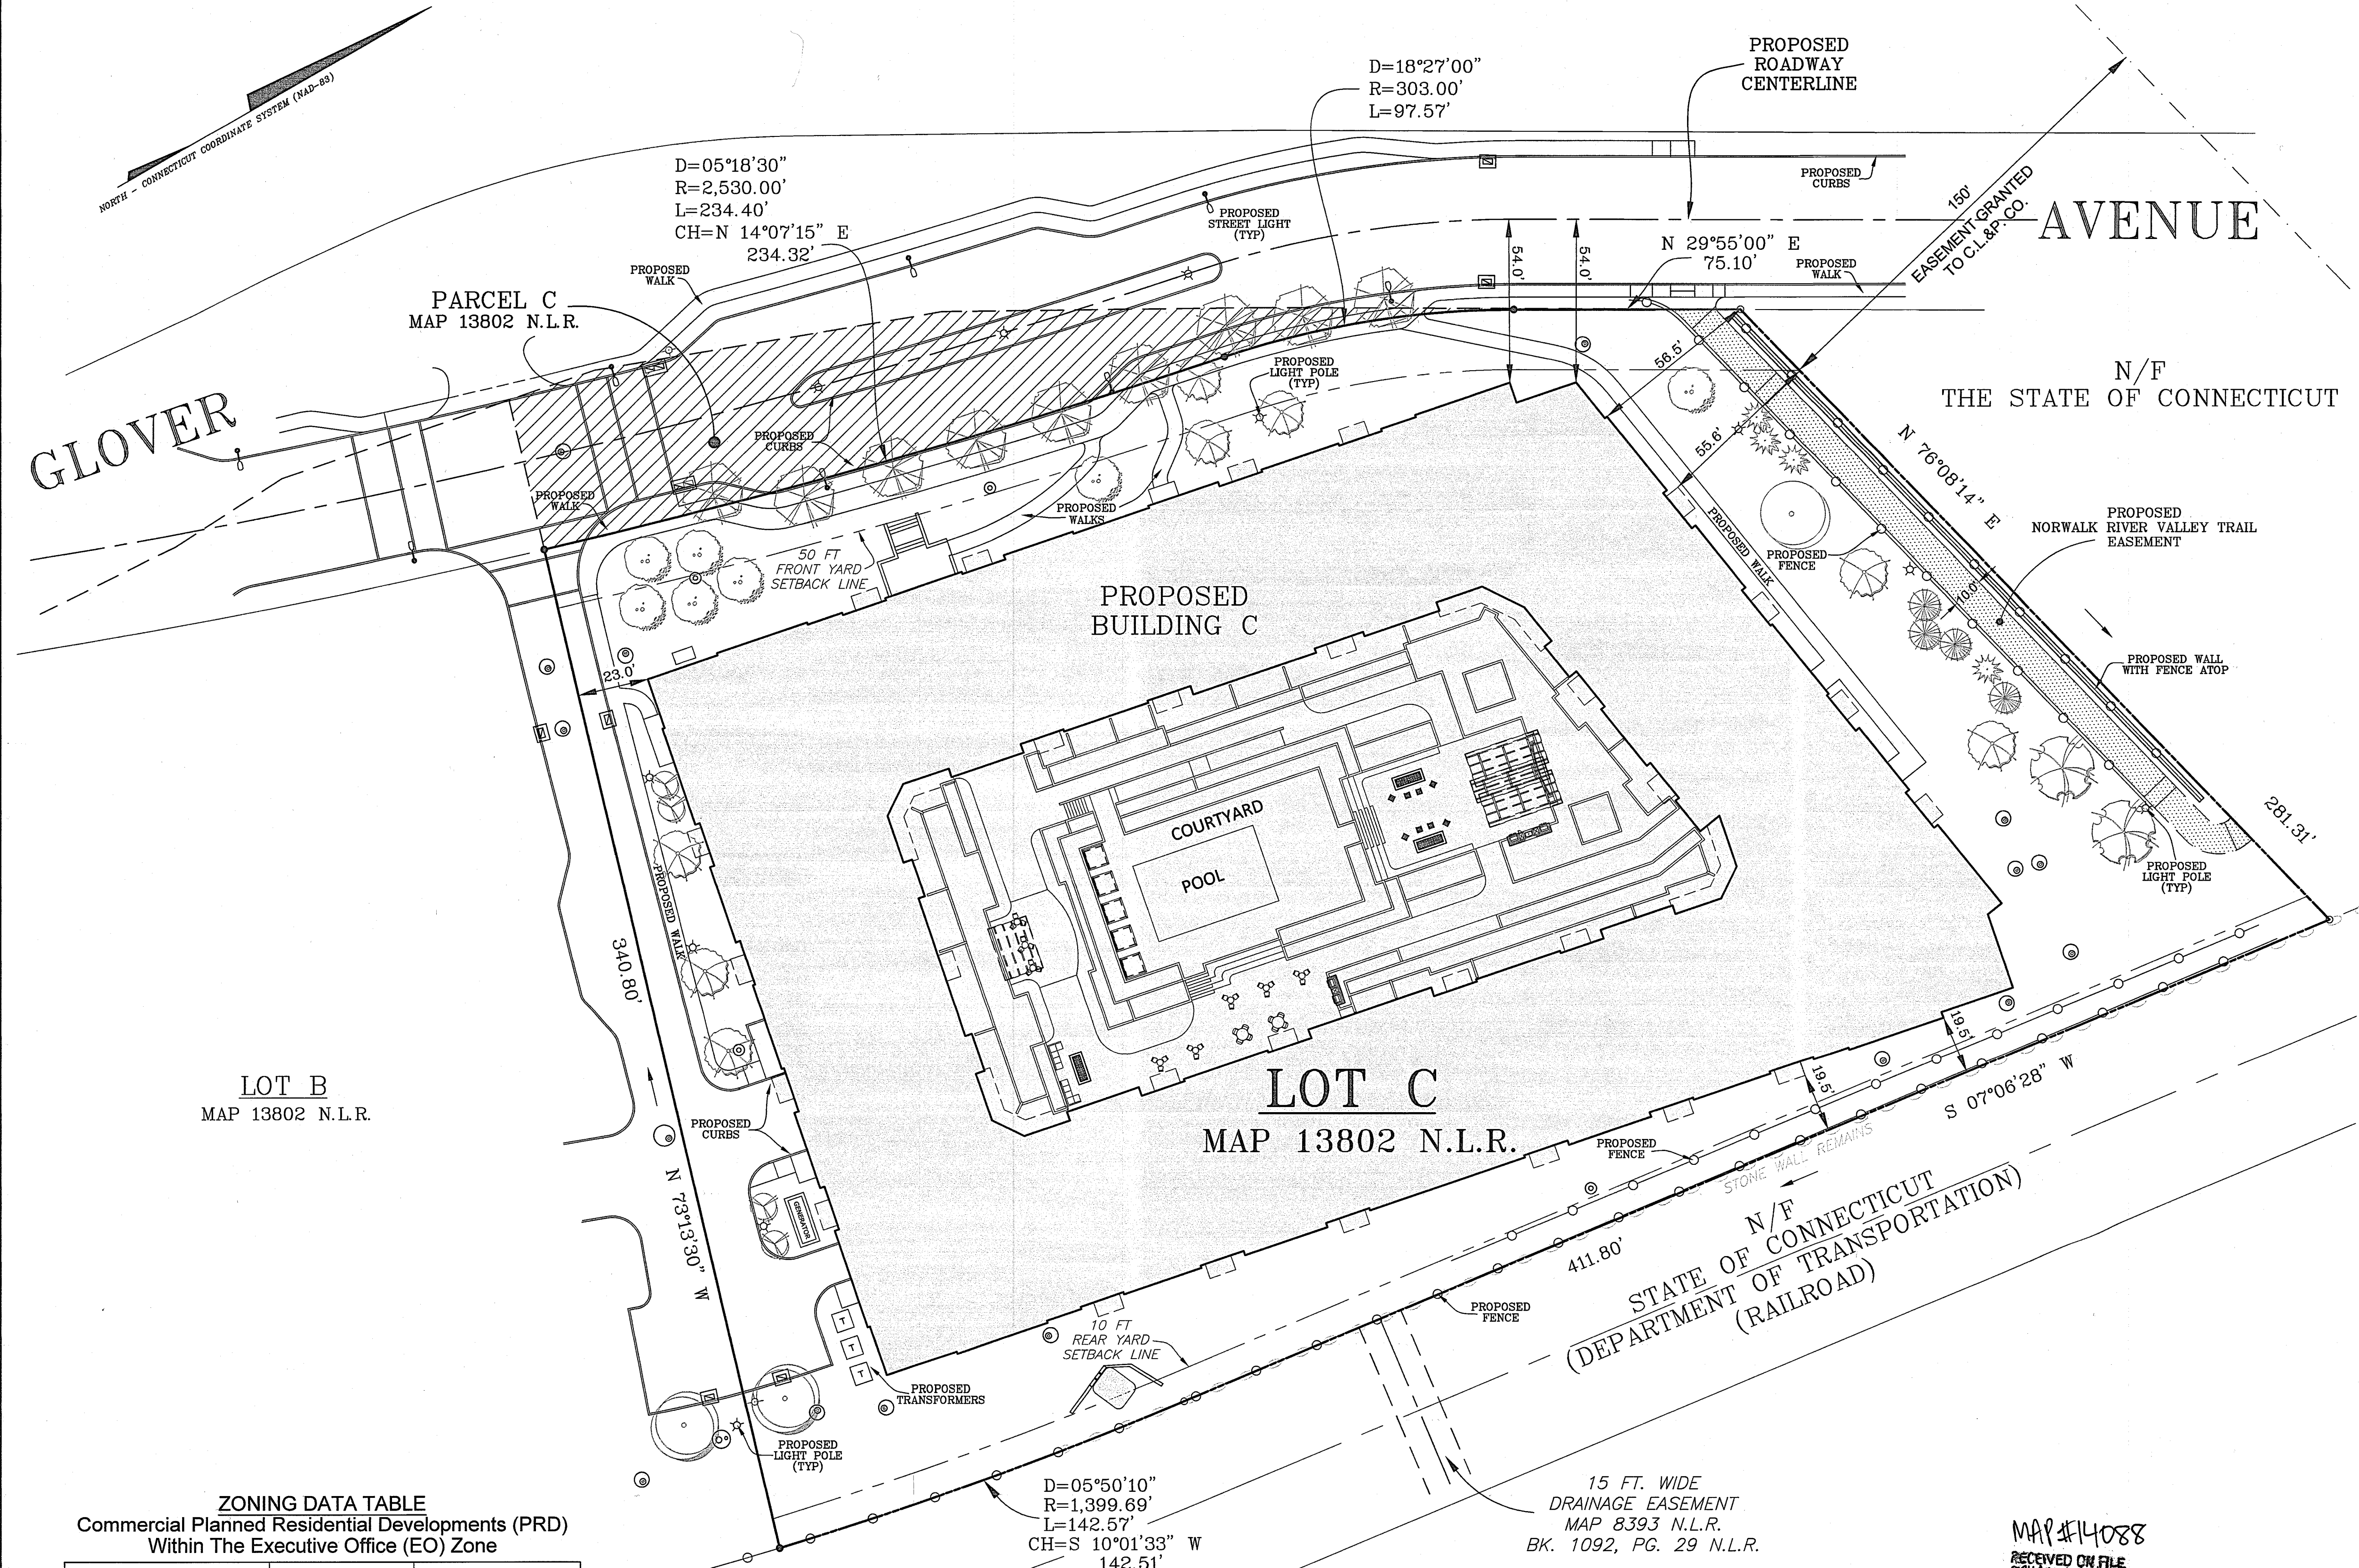 NORTH - CONNECTICUT COORDINATE SYSTEM (NAD-83)
D=18°27'00"
R=303.00'
L=97.57'
PROPOSED
ROADWAY
CENTERLINE
D=05°18'30"
R=2,530.00'
L=234.40'
CH=N 14°07'15" E
234.32'
PROPOSED
STREET LIGHT
(TYP)
PROPOSED
CURBS
150'
EASEMENT GRANTED
TO C.L.&P. CO.
GLOVER
AVENUE
PROPOSED
WALK
PARCEL C
MAP 13802 N.L.R.
54.0'
54.0'
N 29°55'00" E
75.10'
PROPOSED
WALK
N/F
THE STATE OF CONNECTICUT
PROPOSED
LIGHT POLE
(TYP)
56.5'
55.6'
PROPOSED
CURBS
PROPOSED
WALK
PROPOSED
WALKS
50 FT
FRONT YARD
SETBACK LINE
N 76°08'14" E
281.31'
PROPOSED
NORWALK RIVER VALLEY TRAIL
EASEMENT
PROPOSED WALK
PROPOSED
FENCE
10.0'
PROPOSED WALL
WITH FENCE ATOP
PROPOSED
BUILDING C
23.0'
COURTYARD
POOL
PROPOSED
LIGHT POLE
(TYP)
PROPOSED WALK
340.80'
N 73°13'30" W
LOT B
MAP 13802 N.L.R.
LOT C
MAP 13802 N.L.R.
19.5'
19.5'
PROPOSED
CURBS
GENERATOR
PROPOSED
FENCE
STONE WALL REMAINS
S 07°06'28" W
411.80'
N/F
STATE OF CONNECTICUT
(DEPARTMENT OF TRANSPORTATION)
(RAILROAD)
PROPOSED
FENCE
10 FT
REAR YARD
SETBACK LINE
T
T
T
PROPOSED
TRANSFORMERS
PROPOSED
LIGHT POLE
(TYP)
D=05°50'10"
R=1,399.69'
L=142.57'
CH=S 10°01'33" W
142.51'
15 FT. WIDE
DRAINAGE EASEMENT
MAP 8393 N.L.R.
BK. 1092, PG. 29 N.L.R.
ZONING DATA TABLE
Commercial Planned Residential Developments (PRD)
Within The Executive Office (EO) Zone
MAP#14088
RECEIVED ON FILE